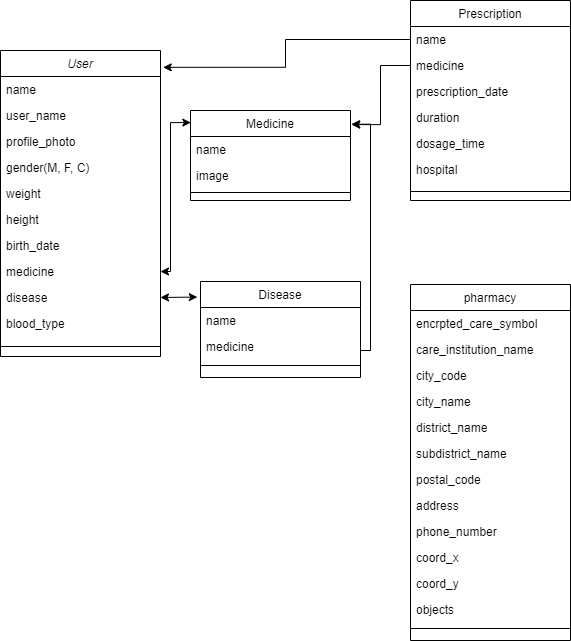 User
name
user_name
profile_photo
gender(M, F, C)
weight
height
birth_date
medicine
disease
blood_type
Medicine
name
image
Disease
name
medicine
Prescription
name
medicine
prescription_date
duration
dosage_time
hospital
pharmacy
encrpted_care_symbol
care_institution_name
city_code
city_name
district_name
subdistrict_name
postal_code
address
phone_number
coord_x
coord_y
objects